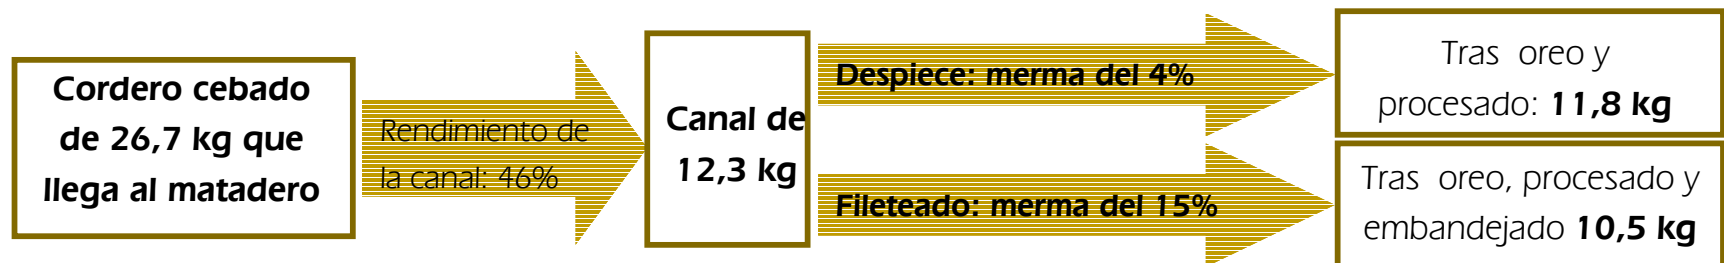 Cordero cebado
de 26,7 kg que
llega al matadero
Rendimiento de
la canal: 46%
Canal de
12,3 kg
Despiece: merma del 4%
Tras oreo y
procesado: 11,8 kg
Fileteado: merma del 15%
Tras oreo, procesado y
embandejado 10,5 kg